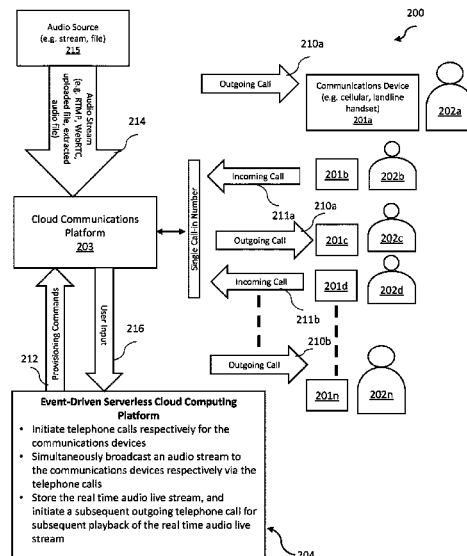 Audio Source
(e.g. stream, file)
215
Audio Stream
(e.g. RTMP, WebRTC,
uploaded file, extracted
audio file)
214
200
210a
Outgoing Call
Communications Device
(e.g. cellular, landline
handset)
201a
202a
Incoming Call
201b
202b
211a
210a
Single Call-in Number
Cloud Communications
Platform
203
Outgoing Call
201c
202c
Incoming Call
201d
202d
211b
210b
Outgoing Call
201n
202n
Provisioning Commands
212
User Input
216
Event-Driven Serverless Cloud Computing
Platform
• Initiate telephone calls respectively for the
communications devices
• Simultaneously broadcast an audio stream to
the communications devices respectively via the
telephone calls
• Store the real time audio live stream, and
initiate a subsequent outgoing telephone call for
subsequent playback of the real time audio live
stream
204